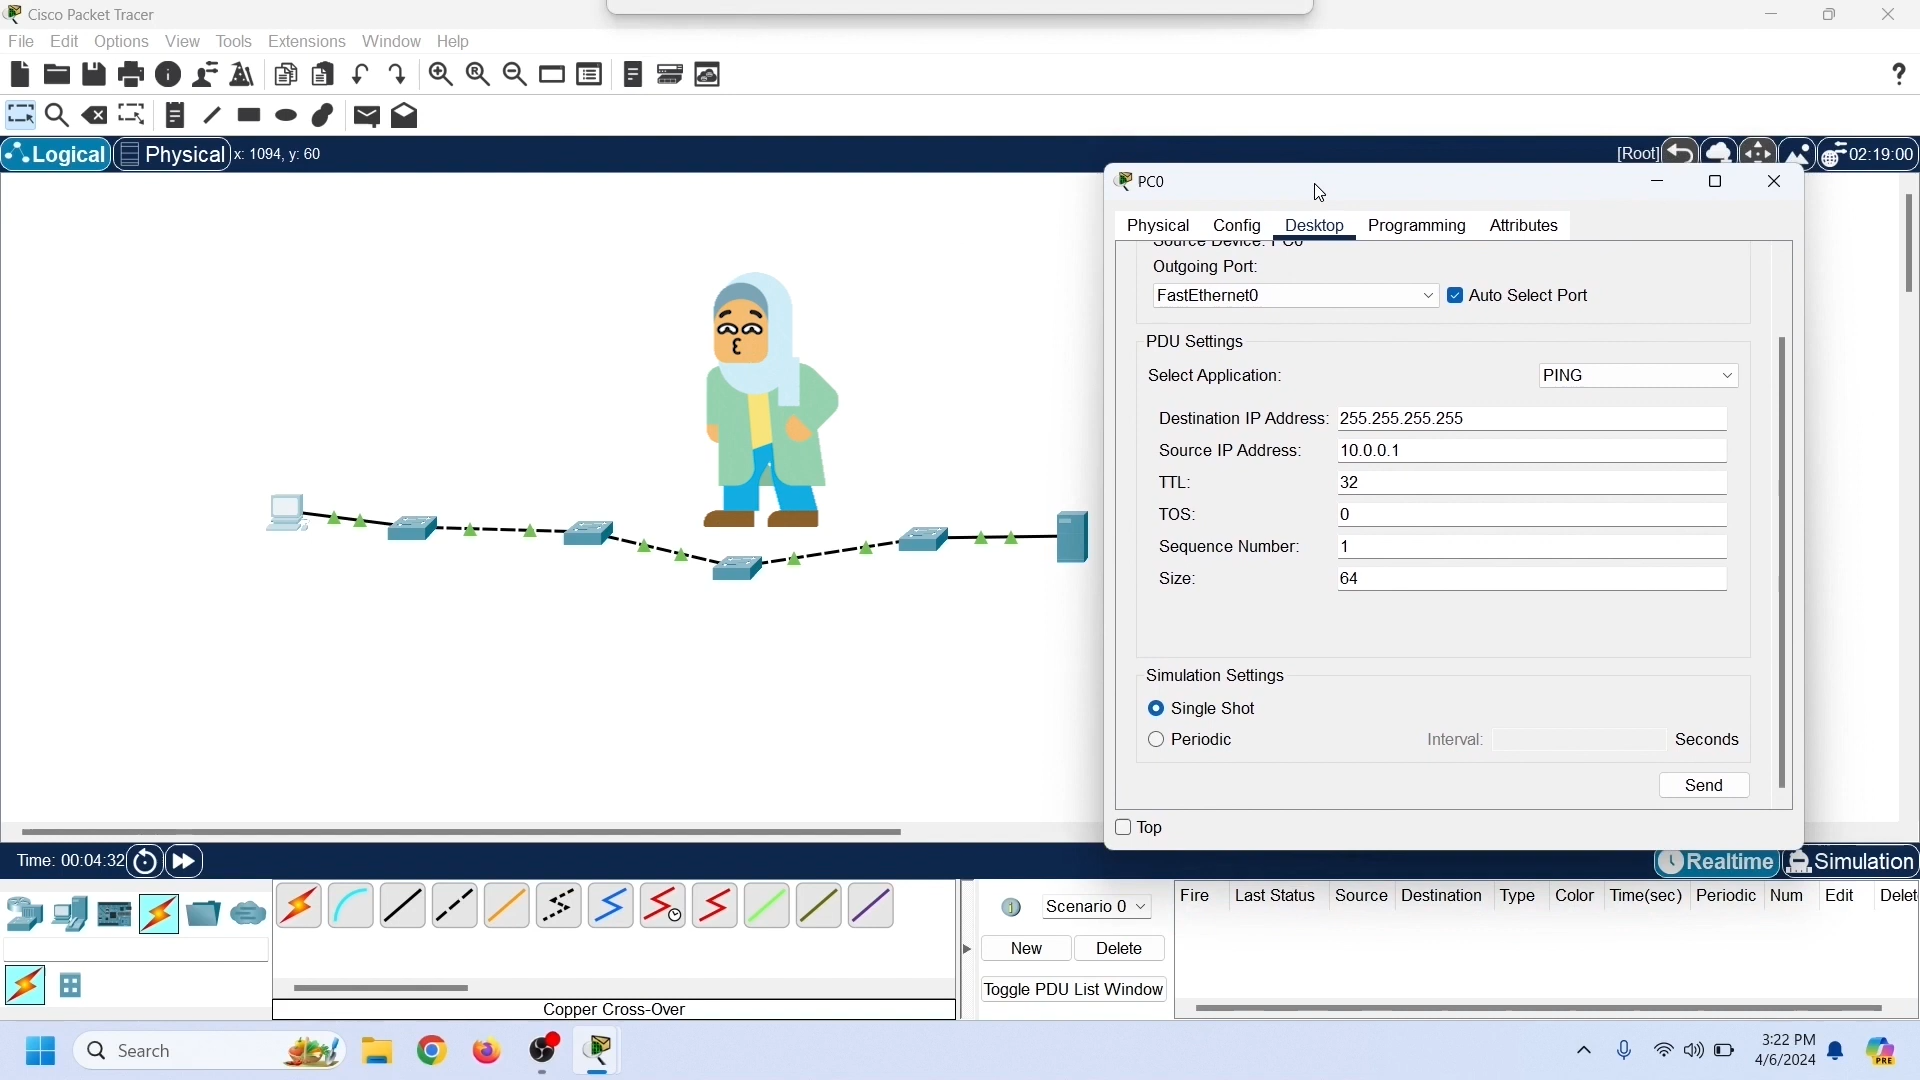 Cisco Packet Tracer
File Edit Options View Tools Extensions Window Help
?
Logical Physical x: 1094, y: 60 [Root] 02:19:00
PC0
Physical Config Desktop Programming Attributes
Source Device: PC0
Outgoing Port:
FastEthernet0 Auto Select Port
PDU Settings
Select Application: PING
Destination IP Address: 255.255.255.255
Source IP Address: 10.0.0.1
TTL: 32
TOS: 0
Sequence Number: 1
Size: 64
Simulation Settings
Single Shot
Periodic Interval: Seconds
Send
Top
Time: 00:04:32 Realtime Simulation
Fire Last Status Source Destination Type Color Time(sec) Periodic Num Edit Delet
Scenario 0
New Delete
Toggle PDU List Window
Copper Cross-Over
Search
3:22 PM
4/6/2024
PRE